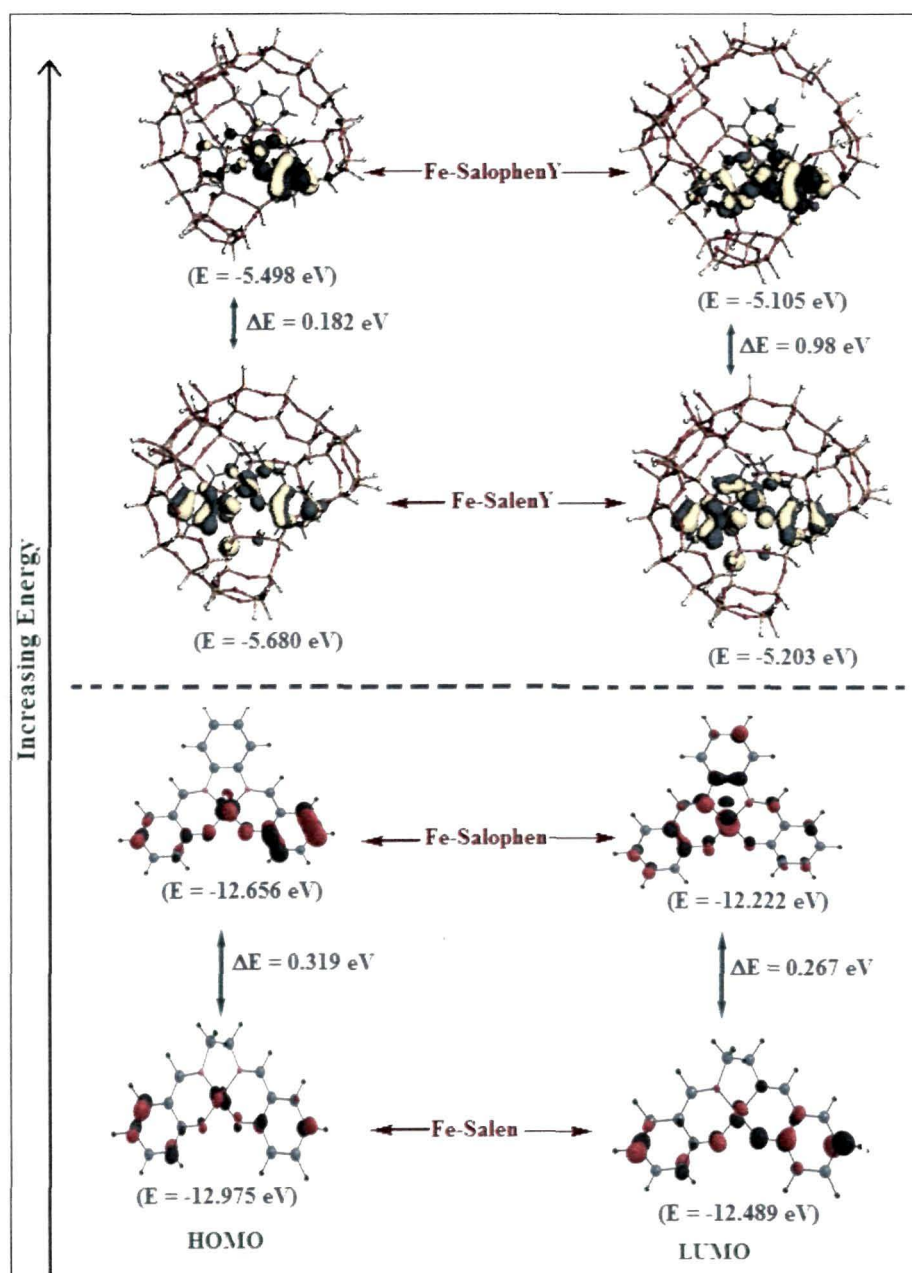 Increasing Energy
Fe-SalophenY
(E = -5.498 eV)
(E = -5.105 eV)
ΔE = 0.182 eV
ΔE = 0.98 eV
Fe-SalenY
(E = -5.680 eV)
(E = -5.203 eV)
Fe-Salophen
(E = -12.656 eV)
(E = -12.222 eV)
ΔE = 0.319 eV
ΔE = 0.267 eV
Fe-Salen
(E = -12.975 eV)
(E = -12.489 eV)
HOMO
LUMO